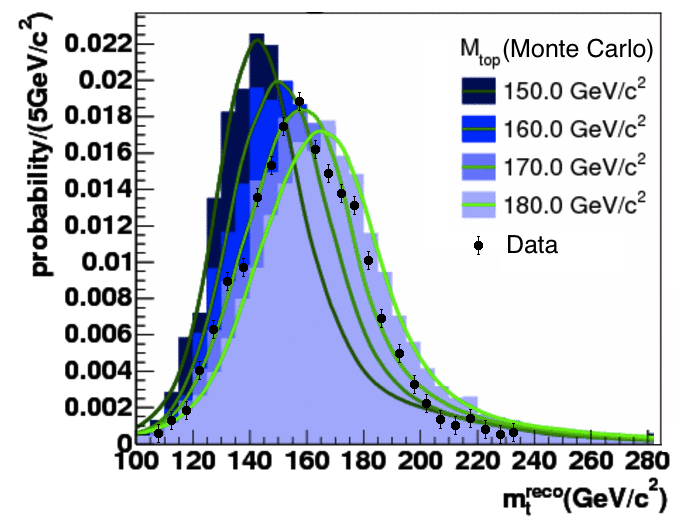 probability/(5GeV/c²)
0.022
0.02
0.018
0.016
0.014
0.012
0.01
0.008
0.006
0.004
0.002
0
M_top (Monte Carlo)
150.0 GeV/c²
160.0 GeV/c²
170.0 GeV/c²
180.0 GeV/c²
Data
100 120 140 160 180 200 220 240 260 280
m_t^reco(GeV/c²)